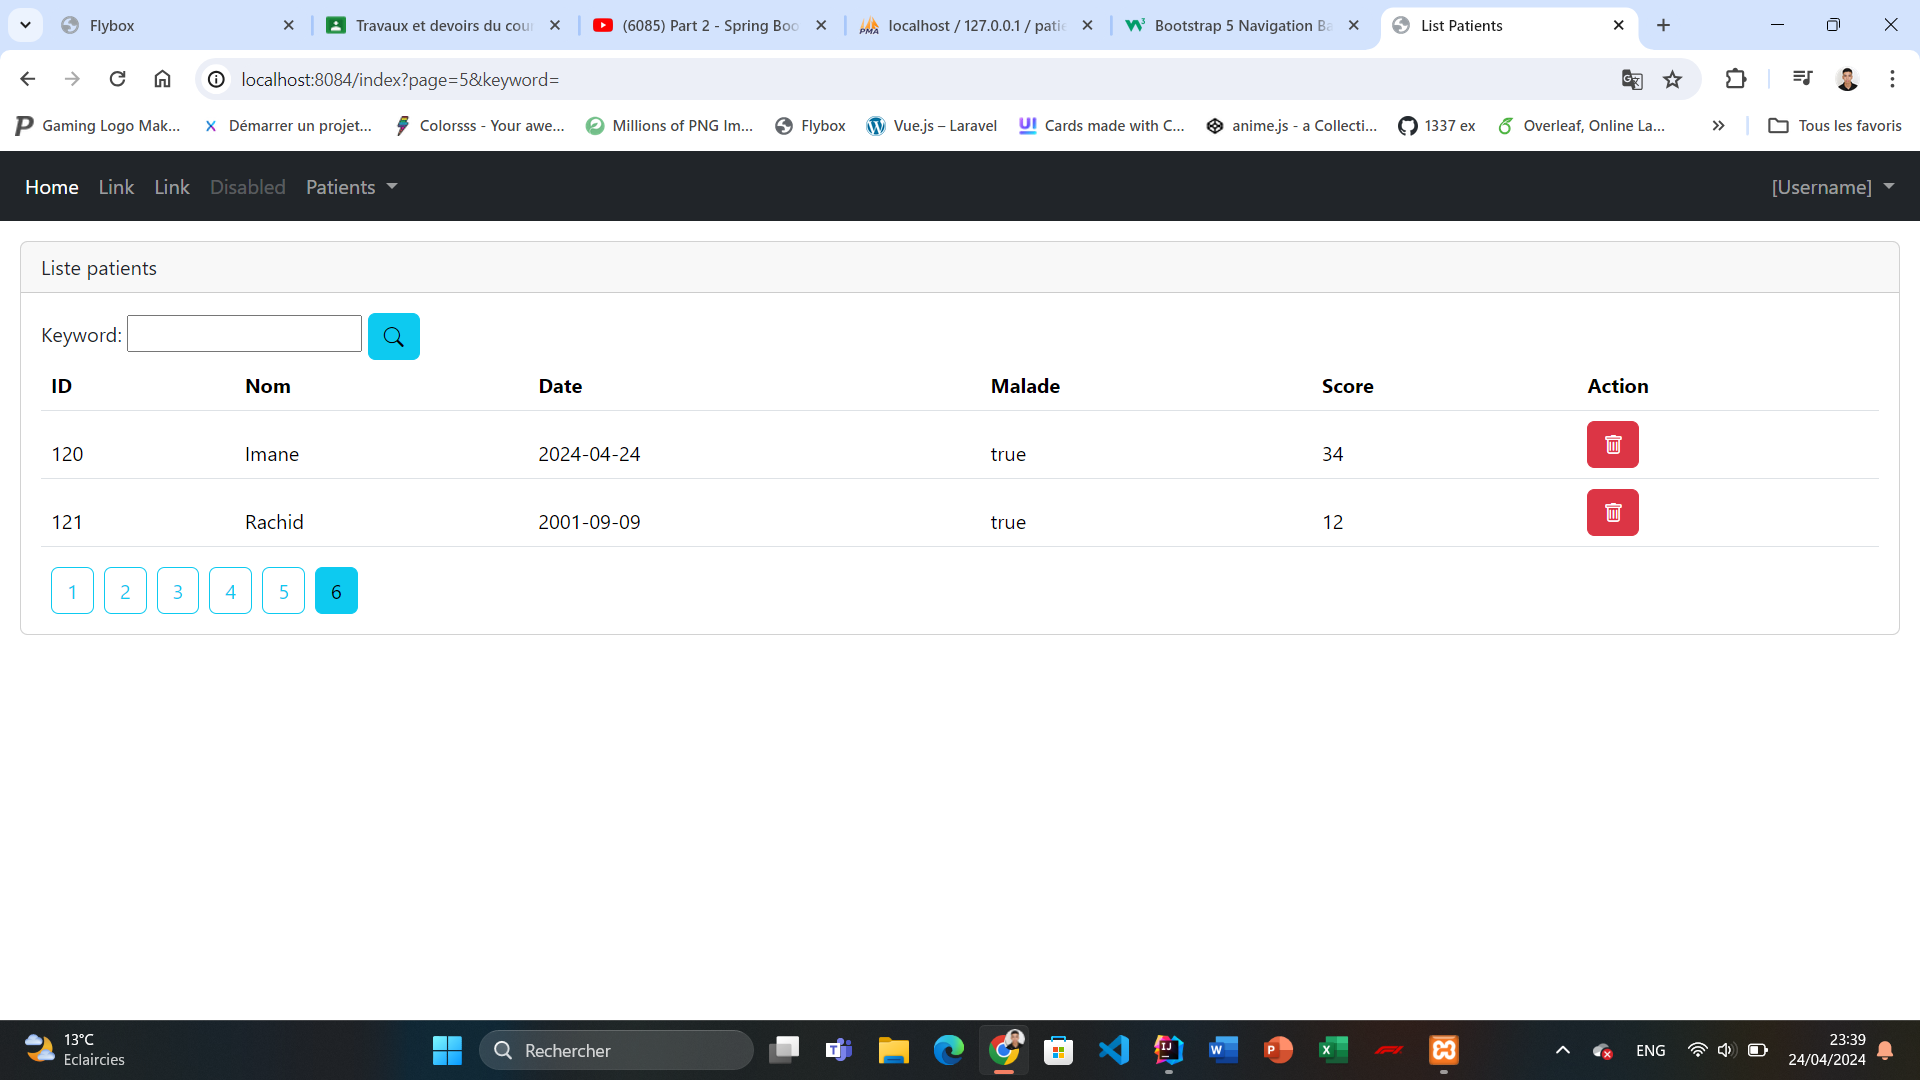 Flybox
Travaux et devoirs du cour
(6085) Part 2 - Spring Boo
localhost / 127.0.0.1 / patie
Bootstrap 5 Navigation Ba
List Patients
localhost:8084/index?page=5&keyword=
Gaming Logo Mak...
Démarrer un projet...
Colorsss - Your awe...
Millions of PNG Im...
Flybox
Vue.js – Laravel
Cards made with C...
anime.js - a Collecti...
1337 ex
Overleaf, Online La...
Tous les favoris
Home Link Link Disabled Patients [Username]
Liste patients
Keyword:
ID Nom Date Malade Score Action
120 Imane 2024-04-24 true 34
121 Rachid 2001-09-09 true 12
1 2 3 4 5 6
13°C
Eclaircies
Rechercher
ENG
23:39
24/04/2024